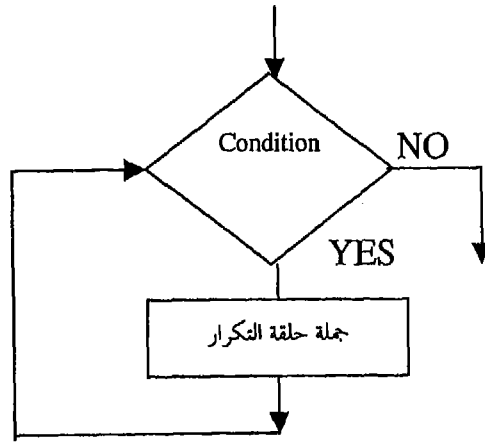 Condition
NO
YES
جملة حلقة التكرار